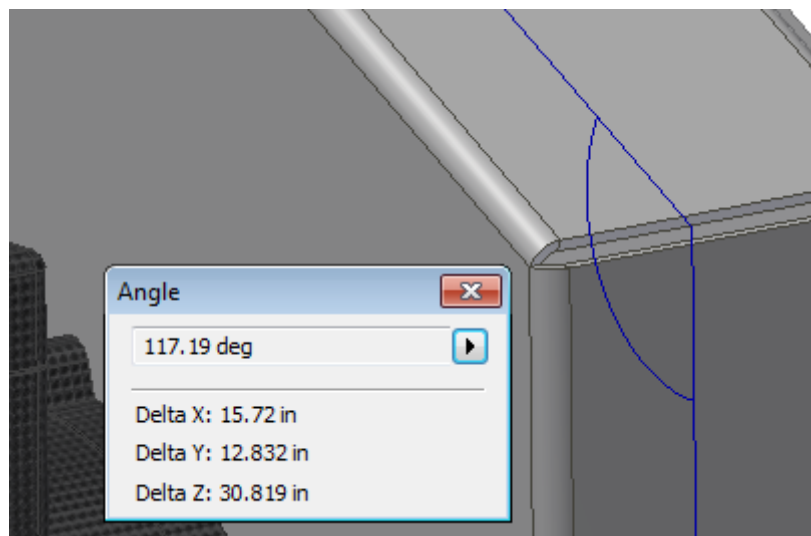 Angle
117.19 deg
Delta X: 15.72 in
Delta Y: 12.832 in
Delta Z: 30.819 in